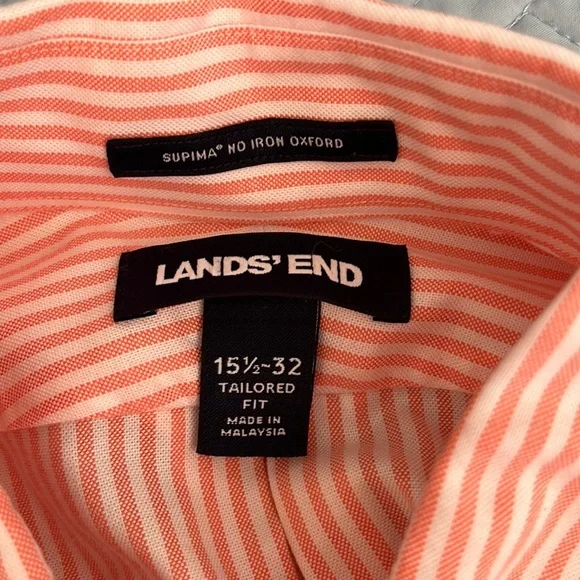 SUPIMA® NO IRON OXFORD
LANDS' END
15½-32
TAILORED
FIT
MADE IN
MALAYSIA